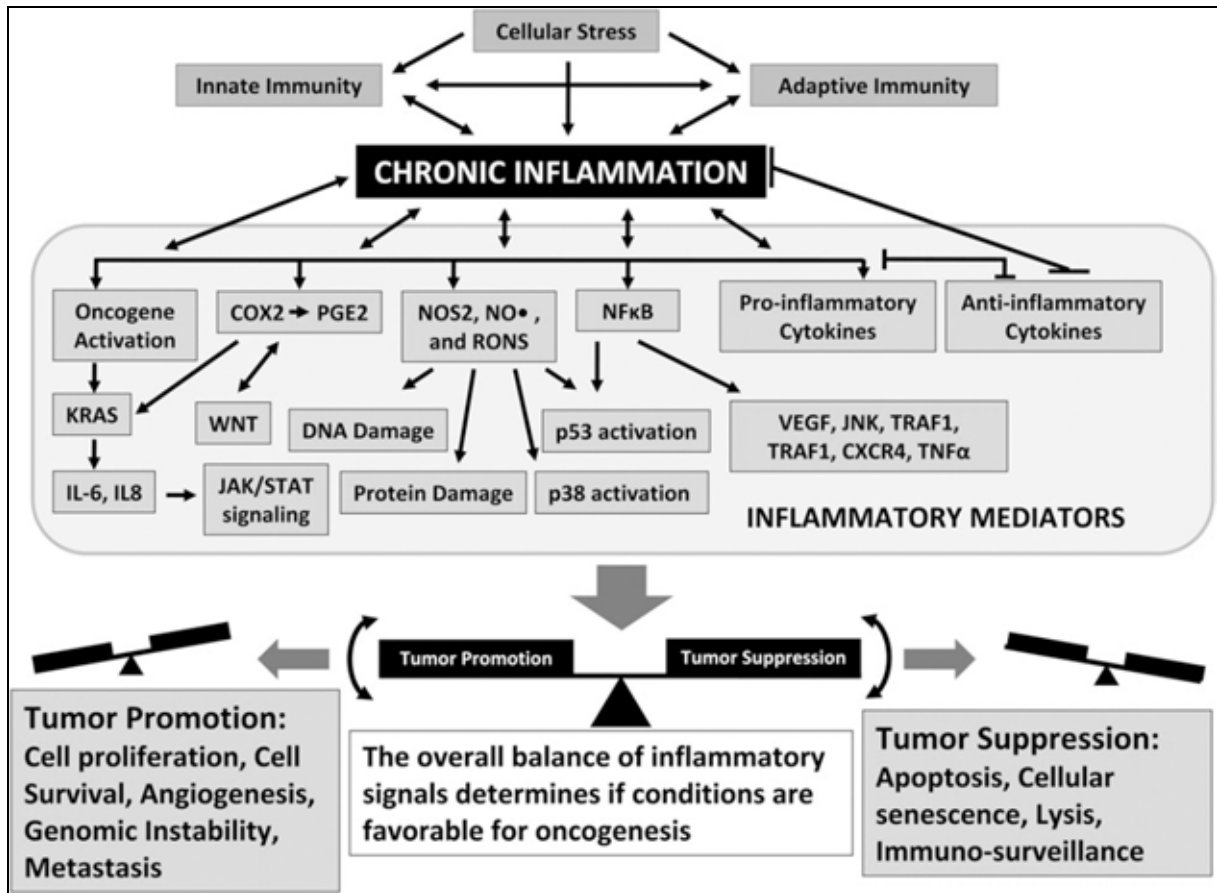 Cellular Stress
Innate Immunity
Adaptive Immunity
CHRONIC INFLAMMATION
Oncogene
Activation
COX2 → PGE2
NOS2, NO• ,
and RONS
NFκB
Pro-inflammatory
Cytokines
Anti-inflammatory
Cytokines
KRAS
WNT
DNA Damage
p53 activation
VEGF, JNK, TRAF1,
TRAF1, CXCR4, TNFα
IL-6, IL8
JAK/STAT
signaling
Protein Damage
p38 activation
INFLAMMATORY MEDIATORS
Tumor Promotion
Tumor Suppression
Tumor Promotion:
Cell proliferation, Cell
Survival, Angiogenesis,
Genomic Instability,
Metastasis
The overall balance of inflammatory
signals determines if conditions are
favorable for oncogenesis
Tumor Suppression:
Apoptosis, Cellular
senescence, Lysis,
Immuno-surveillance